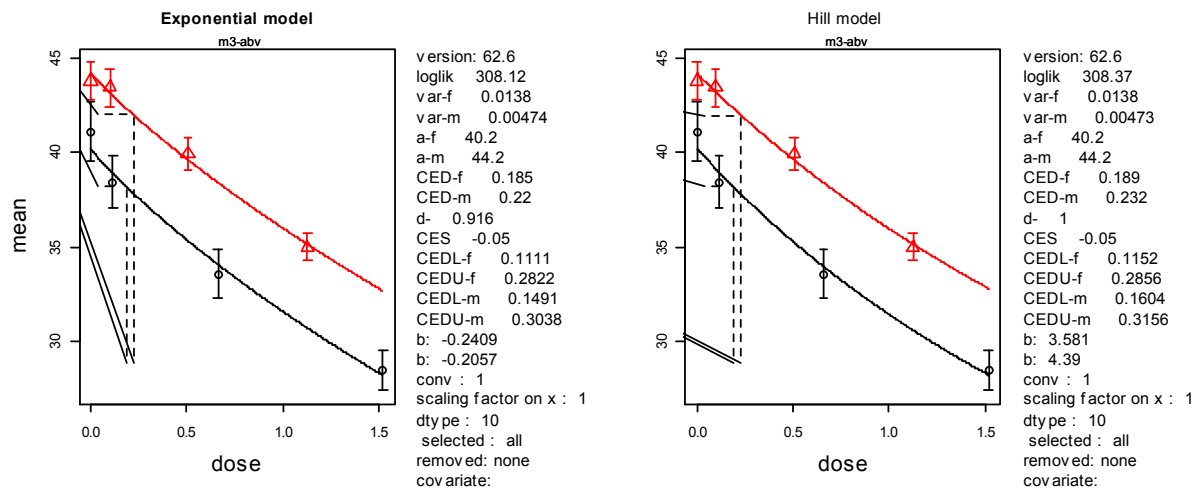 Exponential model
m3-abv
mean
45
40
35
30
0.0 0.5 1.0 1.5
dose
version: 62.6
loglik 308.12
var-f 0.0138
var-m 0.00474
a-f 40.2
a-m 44.2
CED-f 0.185
CED-m 0.22
d- 0.916
CES -0.05
CEDL-f 0.1111
CEDU-f 0.2822
CEDL-m 0.1491
CEDU-m 0.3038
b: -0.2409
b: -0.2057
conv : 1
scaling factor on x : 1
dtype : 10
selected : all
removed: none
covariate:
Hill model
m3-abv
45
40
35
30
0.0 0.5 1.0 1.5
dose
version: 62.6
loglik 308.37
var-f 0.0138
var-m 0.00473
a-f 40.2
a-m 44.2
CED-f 0.189
CED-m 0.232
d- 1
CES -0.05
CEDL-f 0.1152
CEDU-f 0.2856
CEDL-m 0.1604
CEDU-m 0.3156
b: 3.581
b: 4.39
conv : 1
scaling factor on x : 1
dtype : 10
selected : all
removed: none
covariate: